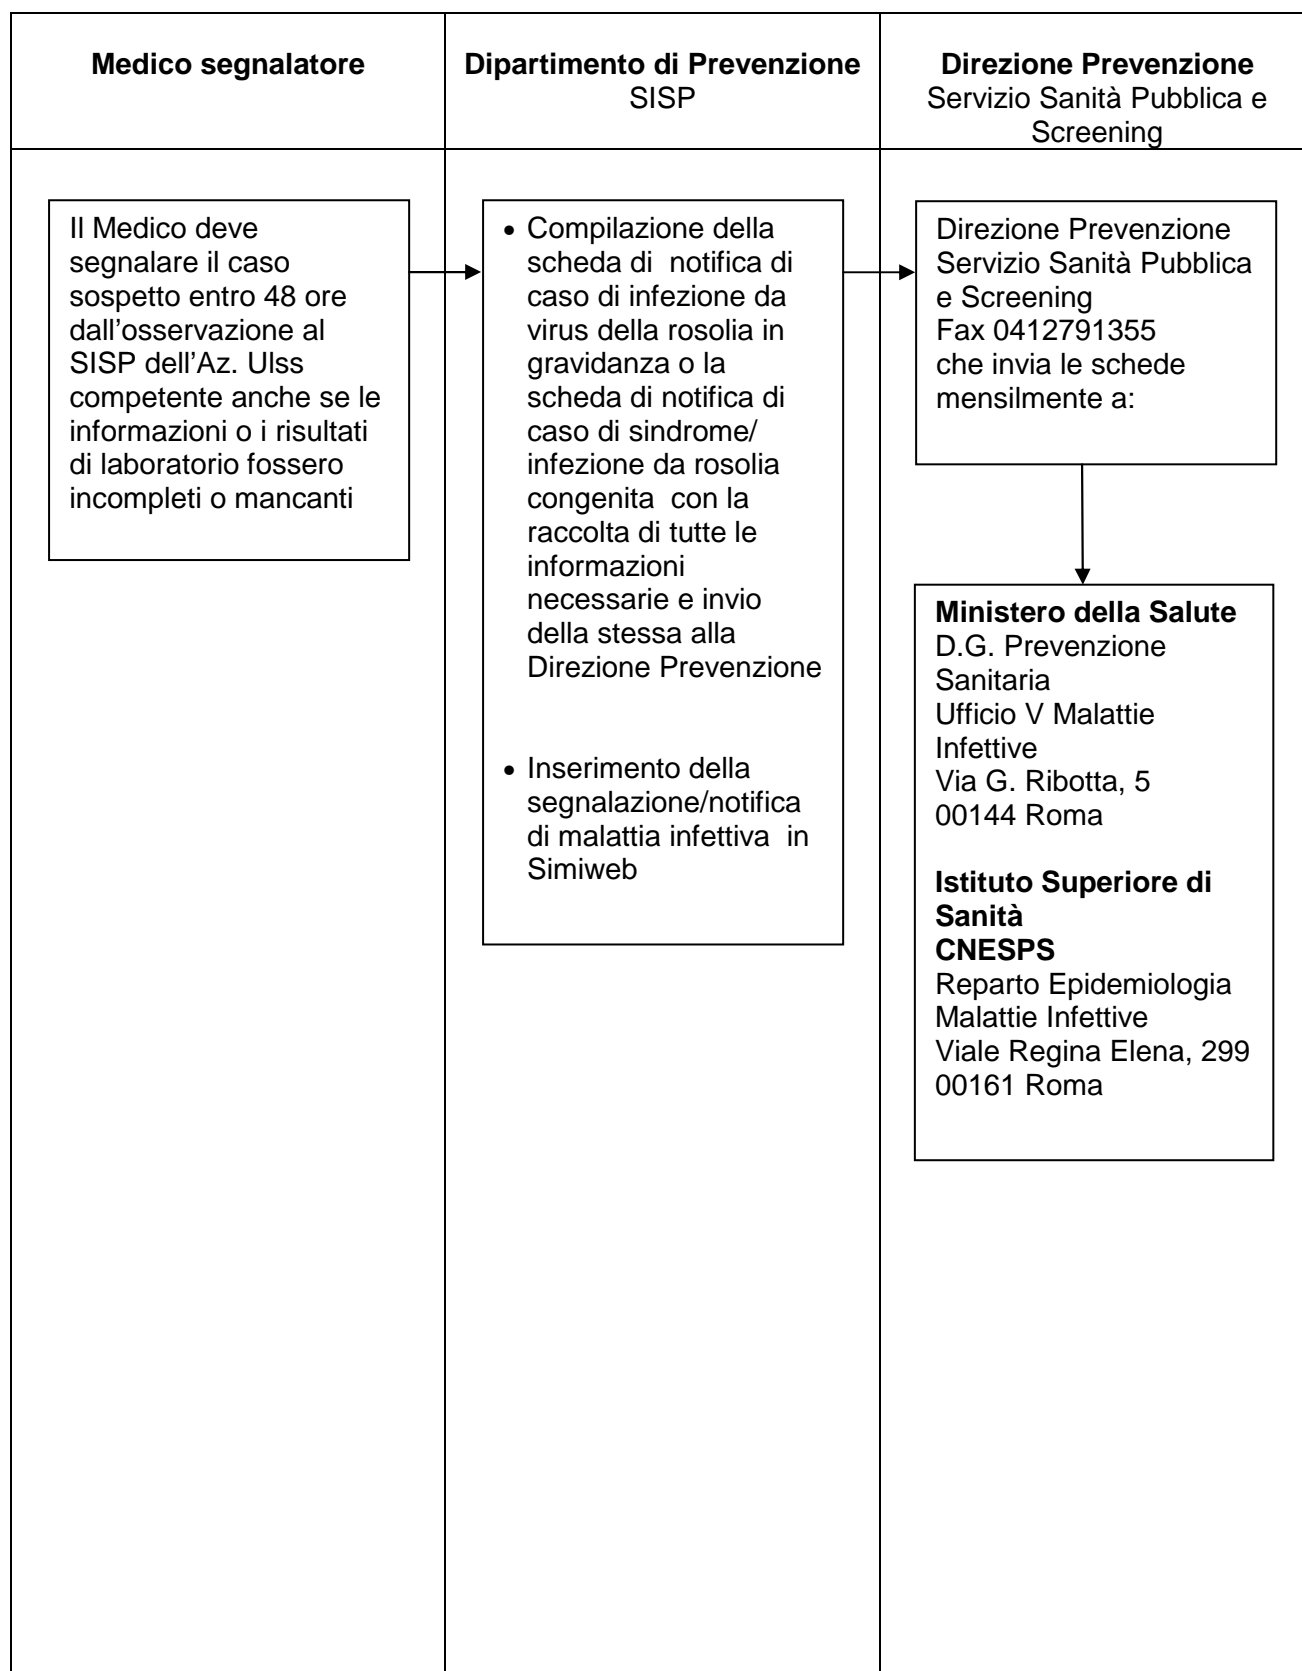 Medico segnalatore
Dipartimento di Prevenzione
SISP
Direzione Prevenzione
Servizio Sanità Pubblica e
Screening
Il Medico deve
segnalare il caso
sospetto entro 48 ore
dall’osservazione al
SISP dell’Az. Ulss
competente anche se le
informazioni o i risultati
di laboratorio fossero
incompleti o mancanti
• Compilazione della
scheda di notifica di
caso di infezione da
virus della rosolia in
gravidanza o la
scheda di notifica di
caso di sindrome/
infezione da rosolia
congenita con la
raccolta di tutte le
informazioni
necessarie e invio
della stessa alla
Direzione Prevenzione
• Inserimento della
segnalazione/notifica
di malattia infettiva in
Simiweb
Direzione Prevenzione
Servizio Sanità Pubblica
e Screening
Fax 0412791355
che invia le schede
mensilmente a:
Ministero della Salute
D.G. Prevenzione
Sanitaria
Ufficio V Malattie
Infettive
Via G. Ribotta, 5
00144 Roma
Istituto Superiore di
Sanità
CNESPS
Reparto Epidemiologia
Malattie Infettive
Viale Regina Elena, 299
00161 Roma